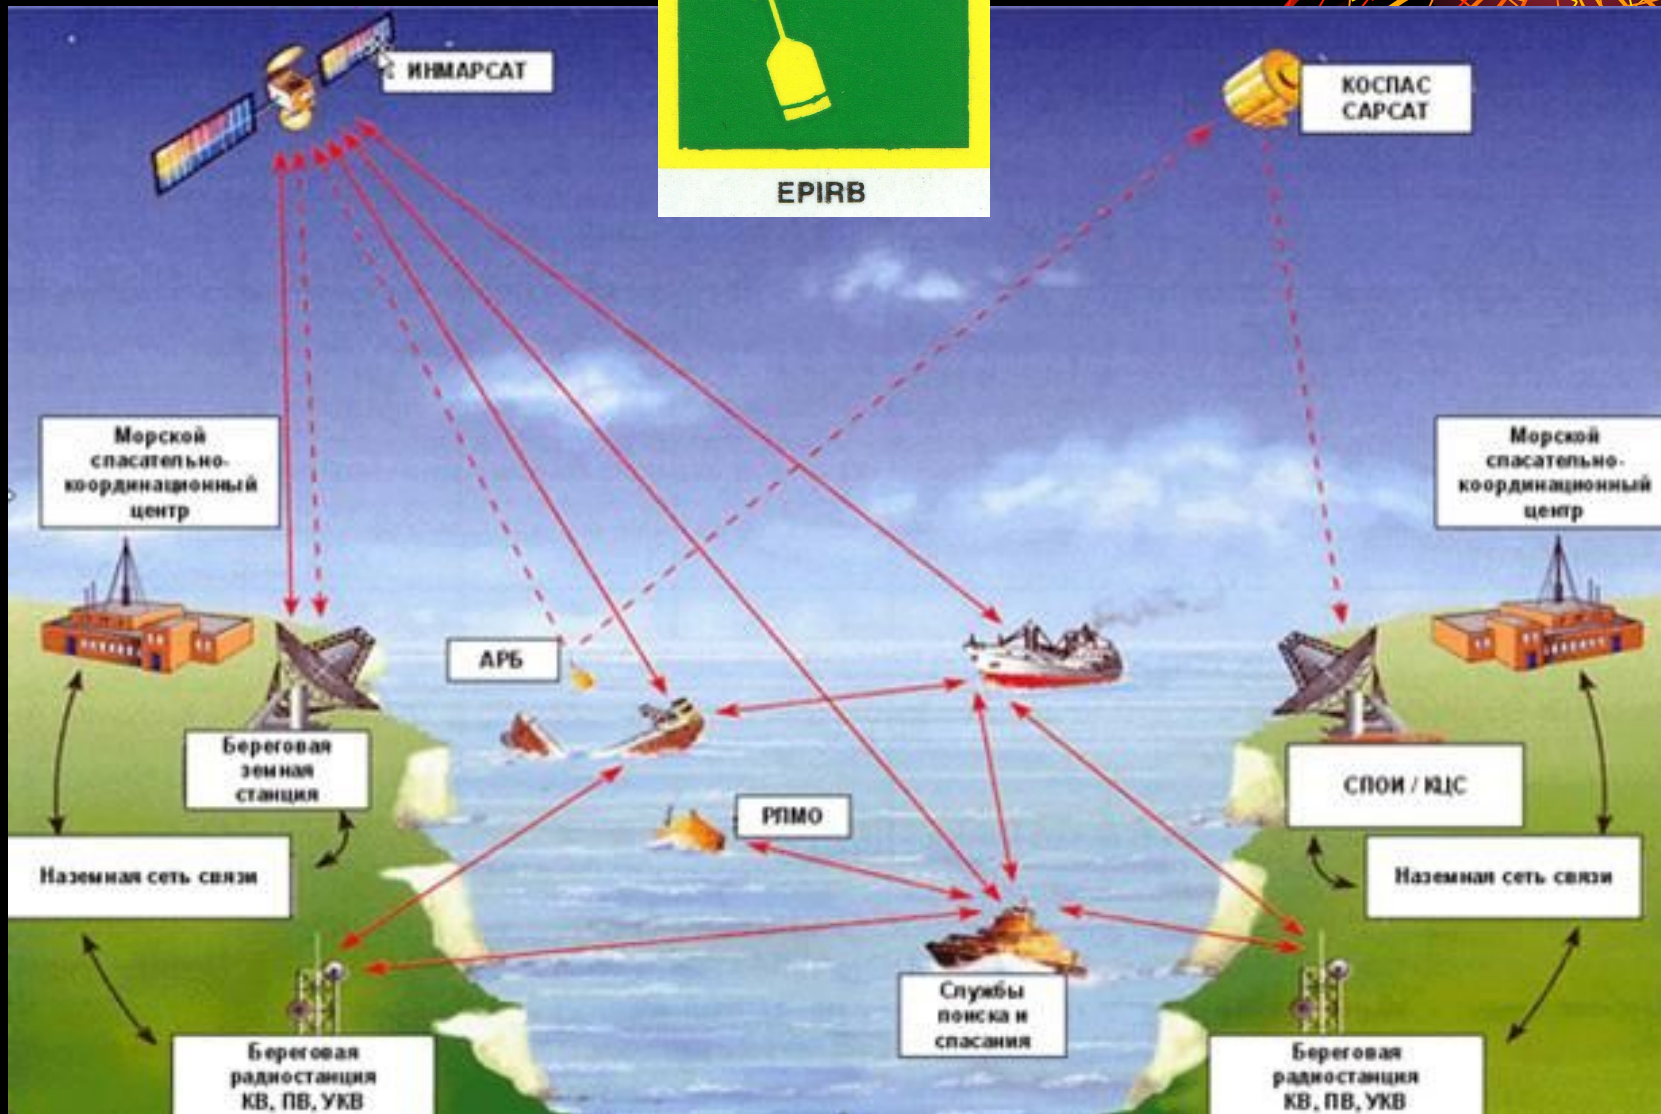 ИНМАРСАТ
EPIRB
КОСПАС
САРСАТ
Морской
спасательно-
координационный
центр
Морской
спасательно-
координационный
центр
АРБ
Береговая
земная
станция
СПОИ / КЦС
РЛМО
Наземная сеть связи
Наземная сеть связи
Службы
поиска и
спасания
Береговая
радиостанция
КВ, ПВ, УКВ
Береговая
радиостанция
КВ, ПВ, УКВ